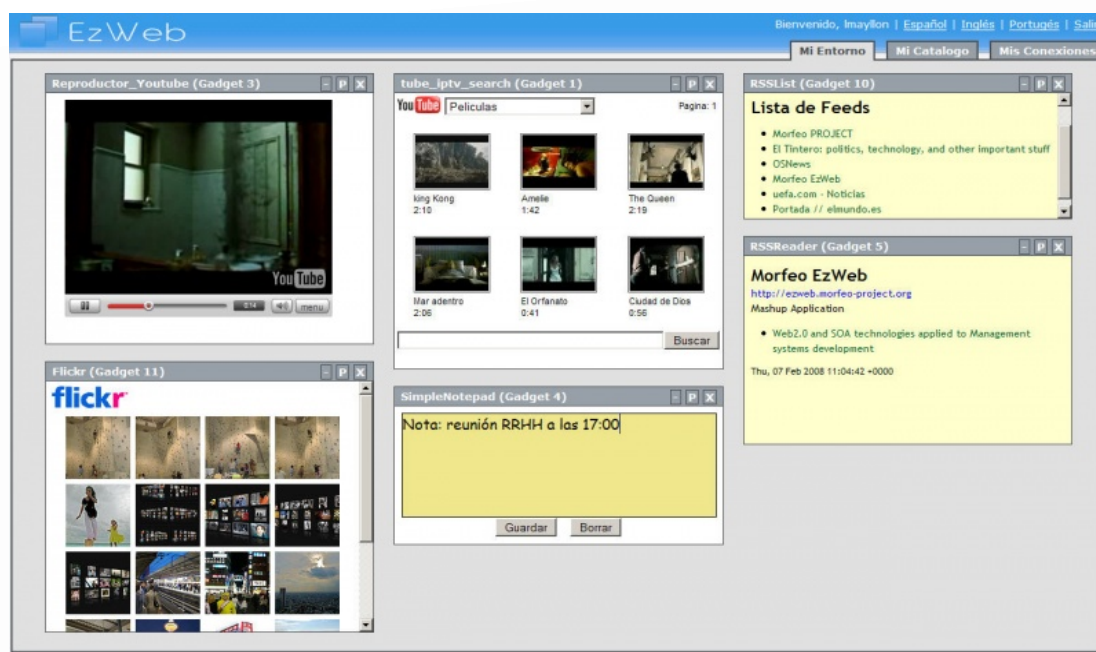 EzWeb
Bienvenido, lmayllon | Español | Inglés | Portugés | Salir
Mi Entorno
Mi Catalogo
Mis Conexiones
Reproductor_Youtube (Gadget 3)
- P X
YouTube
0:14
menu
Flickr (Gadget 11)
- P X
flickr
tube_iptv_search (Gadget 1)
- P X
YouTube Peliculas Pagina: 1
king Kong
2:10
Amelie
1:42
The Queen
2:19
Mar adentro
2:06
El Orfanato
0:41
Ciudad de Dios
0:56
Buscar
SimpleNotepad (Gadget 4)
- P X
Nota: reunión RRHH a las 17:00
Guardar
Borrar
RSSList (Gadget 10)
- P X
Lista de Feeds
Morfeo PROJECT
El Tintero: politics, technology, and other important stuff
OSNews
Morfeo EzWeb
uefa.com - Noticias
Portada // elmundo.es
RSSReader (Gadget 5)
- P X
Morfeo EzWeb
http://ezweb.morfeo-project.org
Mashup Application
Web2.0 and SOA technologies applied to Management
systems development
Thu, 07 Feb 2008 11:04:42 +0000